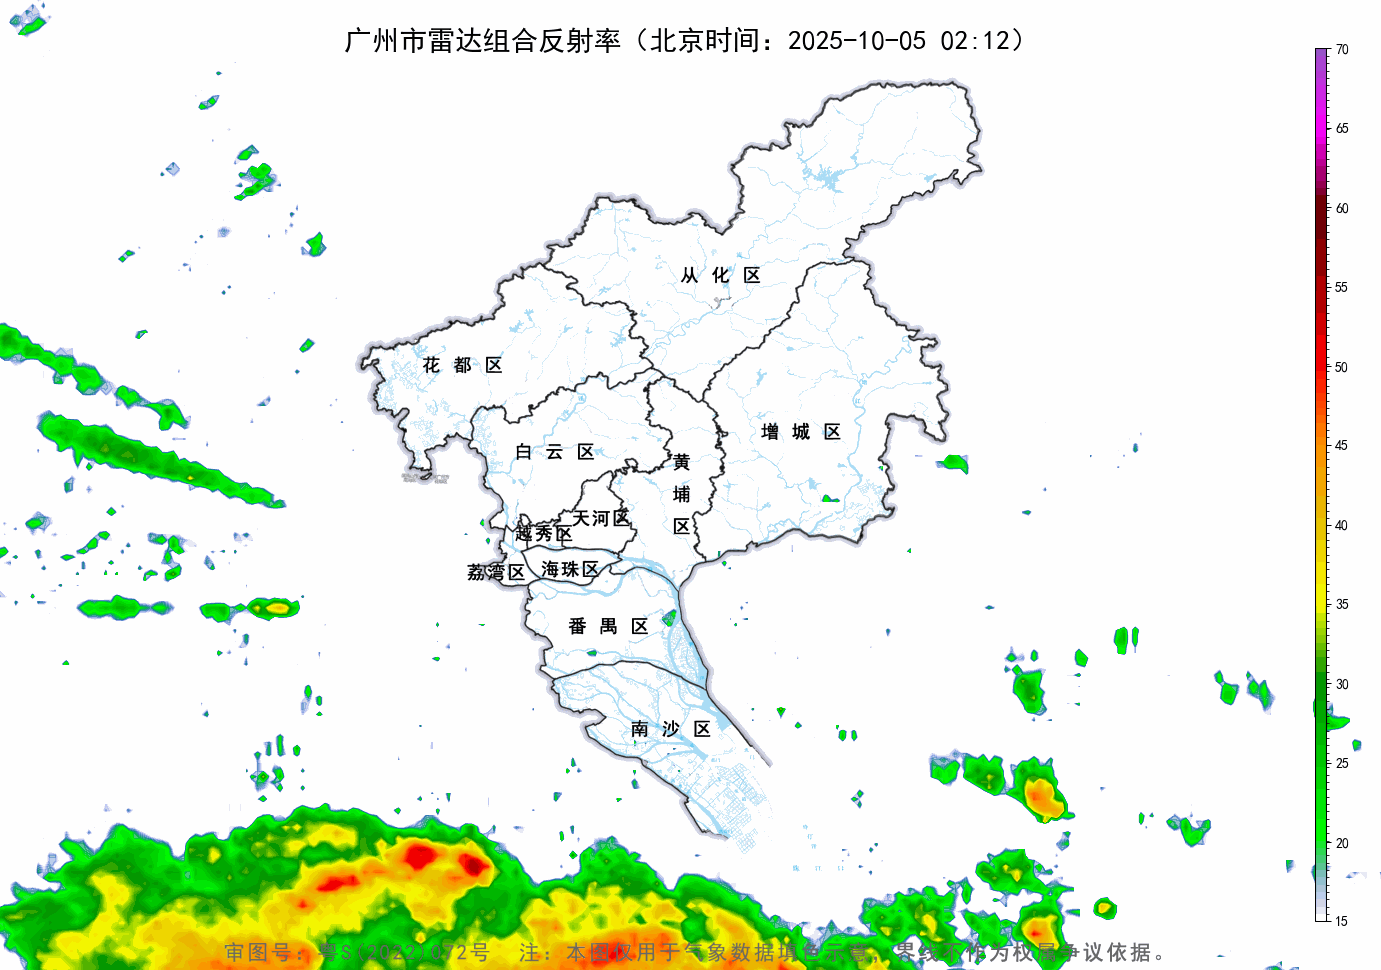 广州市雷达组合反射率（北京时间：2025-10-05 02:12）
70
65
60
55
50
45
40
35
30
25
20
15
从化区
花都区
增城区
白云区
黄埔区
天河区
越秀区
海珠区
荔湾区
番禺区
南沙区
审图号：粤S(2022)072号 注：本图仅用于气象数据填色示意，界线不作为权属争议依据。